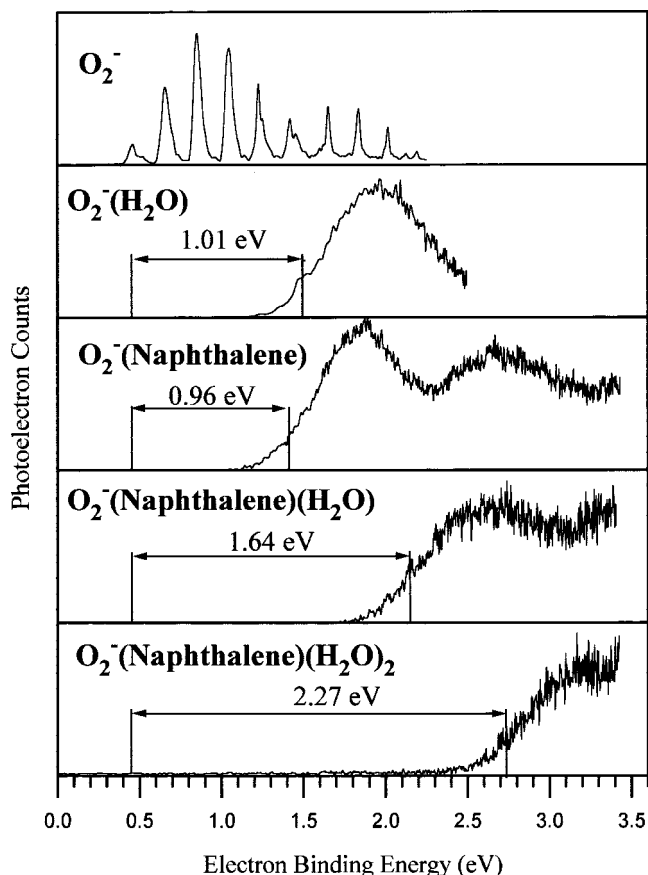 O₂⁻
O₂⁻(H₂O)
1.01 eV
O₂⁻(Naphthalene)
0.96 eV
O₂⁻(Naphthalene)(H₂O)
1.64 eV
O₂⁻(Naphthalene)(H₂O)₂
2.27 eV
Photoelectron Counts
0.0 0.5 1.0 1.5 2.0 2.5 3.0 3.5
Electron Binding Energy (eV)